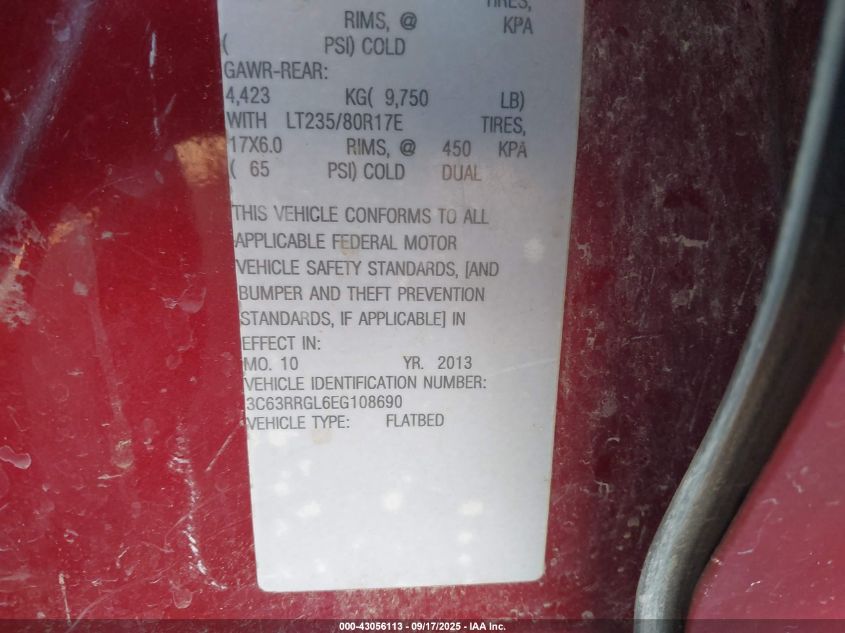 TIRES,
RIMS, @ KPA
( PSI) COLD
GAWR-REAR:
4,423 KG( 9,750 LB)
WITH LT235/80R17E TIRES,
17X6.0 RIMS, @ 450 KPA
( 65 PSI) COLD DUAL
THIS VEHICLE CONFORMS TO ALL
APPLICABLE FEDERAL MOTOR
VEHICLE SAFETY STANDARDS, [AND
BUMPER AND THEFT PREVENTION
STANDARDS, IF APPLICABLE] IN
EFFECT IN:
MO. 10 YR. 2013
VEHICLE IDENTIFICATION NUMBER:
3C63RRGL6EG108690
VEHICLE TYPE: FLATBED
000-43056113 - 09/17/2025 - IAA Inc.